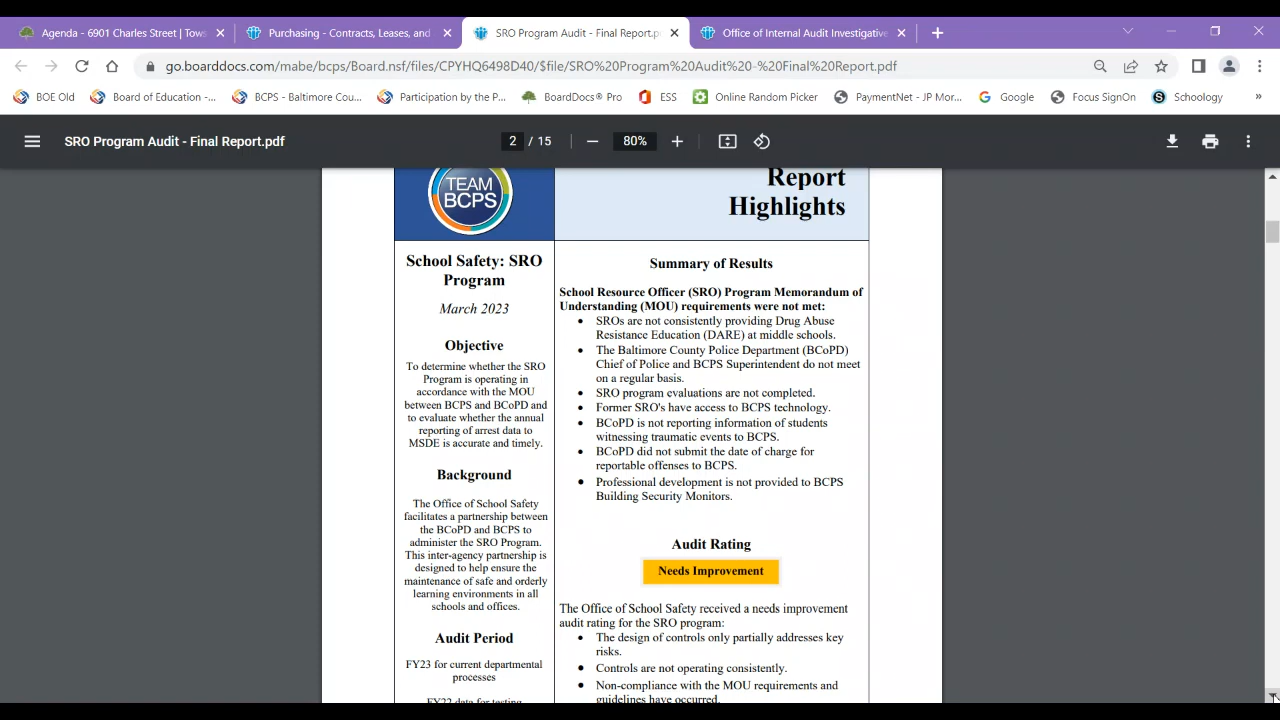 Agenda - 6901 Charles Street | Tows
Purchasing - Contracts, Leases, and
SRO Program Audit - Final Report.p
Office of Internal Audit Investigative
go.boarddocs.com/mabe/bcps/Board.nsf/files/CPYHQ6498D40/$file/SRO%20Program%20Audit%20-%20Final%20Report.pdf
BOE Old
Board of Education -...
BCPS - Baltimore Cou...
Participation by the P...
BoardDocs® Pro
ESS
Online Random Picker
PaymentNet - JP Mor...
Google
Focus SignOn
Schoology
»
SRO Program Audit - Final Report.pdf
2 / 15
80%
TEAM
BCPS
Report
Highlights
School Safety: SRO
Program
March 2023
Objective
To determine whether the SRO
Program is operating in
accordance with the MOU
between BCPS and BCoPD and
to evaluate whether the annual
reporting of arrest data to
MSDE is accurate and timely.
Background
The Office of School Safety
facilitates a partnership between
the BCoPD and BCPS to
administer the SRO Program.
This inter-agency partnership is
designed to help ensure the
maintenance of safe and orderly
learning environments in all
schools and offices.
Audit Period
FY23 for current departmental
processes
FY22 data for testing
Summary of Results
School Resource Officer (SRO) Program Memorandum of
Understanding (MOU) requirements were not met:
• SROs are not consistently providing Drug Abuse
Resistance Education (DARE) at middle schools.
• The Baltimore County Police Department (BCoPD)
Chief of Police and BCPS Superintendent do not meet
on a regular basis.
• SRO program evaluations are not completed.
• Former SRO's have access to BCPS technology.
• BCoPD is not reporting information of students
witnessing traumatic events to BCPS.
• BCoPD did not submit the date of charge for
reportable offenses to BCPS.
• Professional development is not provided to BCPS
Building Security Monitors.
Audit Rating
Needs Improvement
The Office of School Safety received a needs improvement
audit rating for the SRO program:
• The design of controls only partially addresses key
risks.
• Controls are not operating consistently.
• Non-compliance with the MOU requirements and
guidelines have occurred.